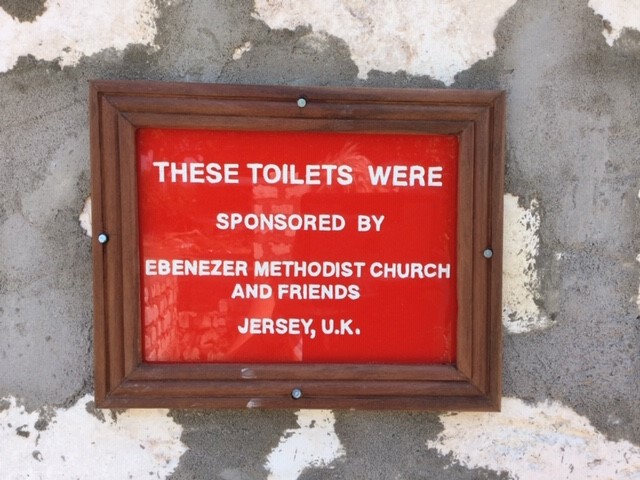 THESE TOILETS WERE
SPONSORED BY
EBENEZER METHODIST CHURCH
AND FRIENDS
JERSEY, U.K.